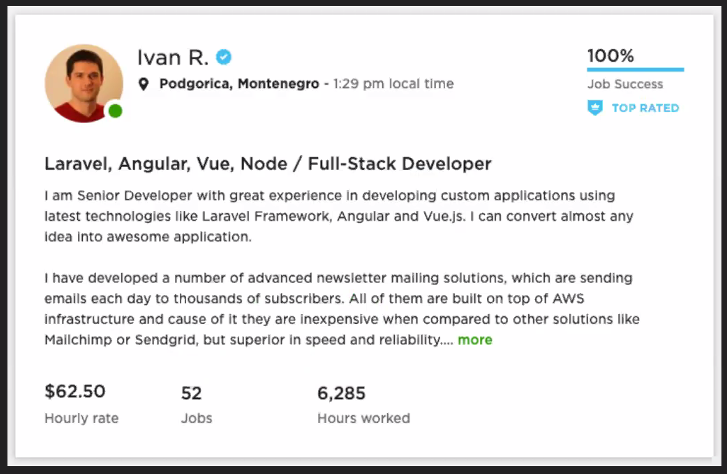 Ivan R.
Podgorica, Montenegro - 1:29 pm local time
100%
Job Success
TOP RATED
Laravel, Angular, Vue, Node / Full-Stack Developer
I am Senior Developer with great experience in developing custom applications using
latest technologies like Laravel Framework, Angular and Vue.js. I can convert almost any
idea into awesome application.
I have developed a number of advanced newsletter mailing solutions, which are sending
emails each day to thousands of subscribers. All of them are built on top of AWS
infrastructure and cause of it they are inexpensive when compared to other solutions like
Mailchimp or Sendgrid, but superior in speed and reliability.... more
$62.50 52 6,285
Hourly rate Jobs Hours worked